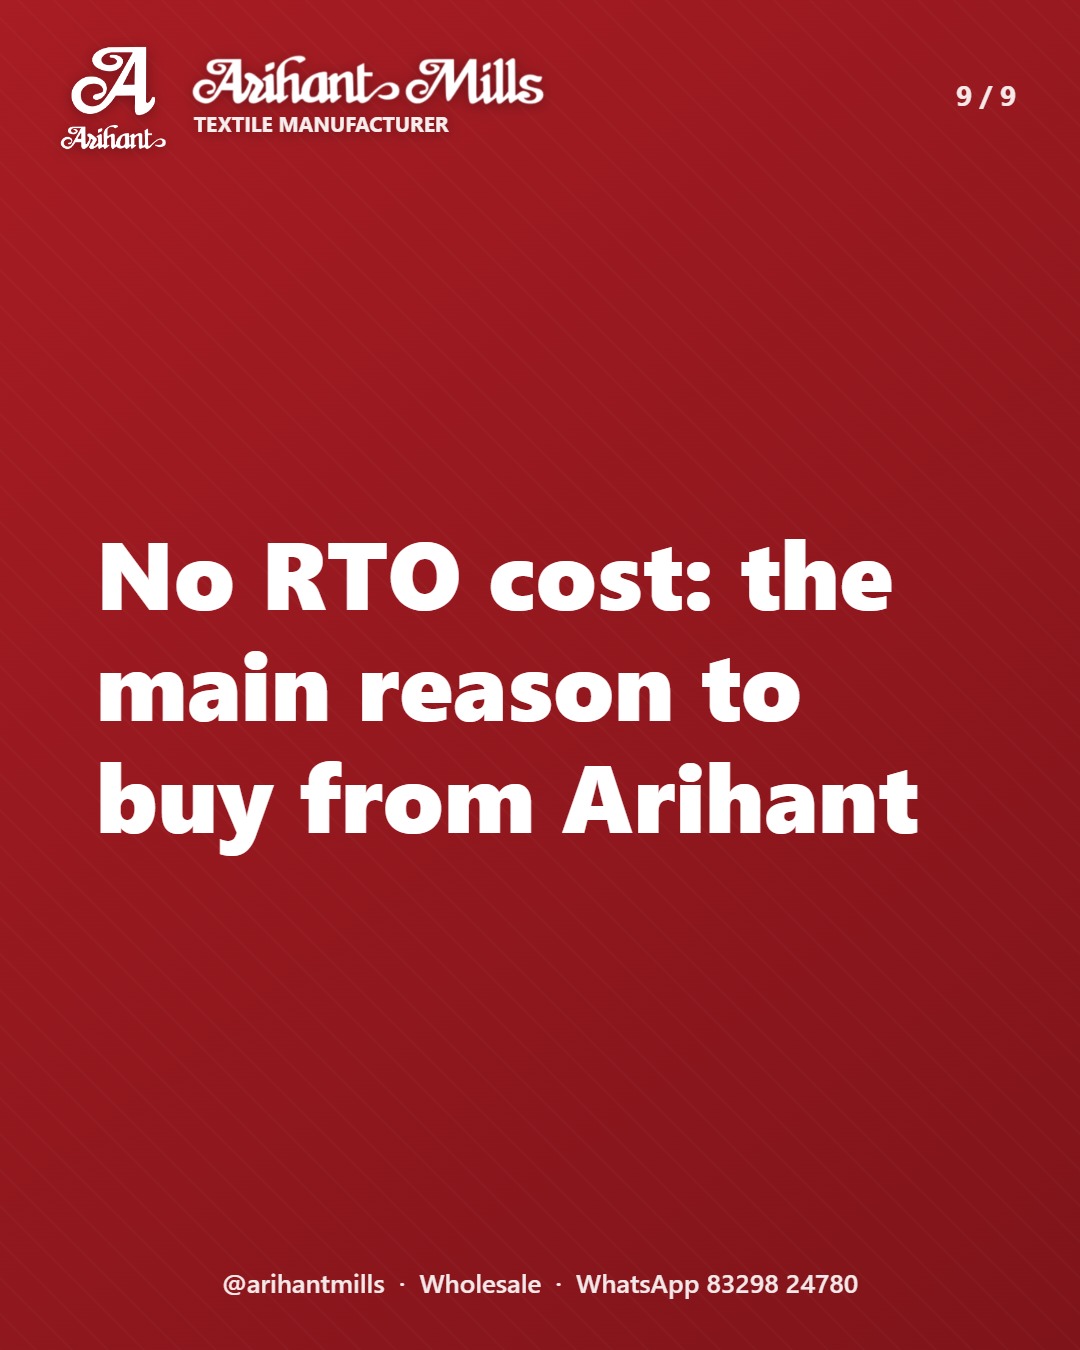 A
Arihant
Arihant Mills
TEXTILE MANUFACTURER
9 / 9
No RTO cost: the
main reason to
buy from Arihant
@arihantmills · Wholesale · WhatsApp 83298 24780